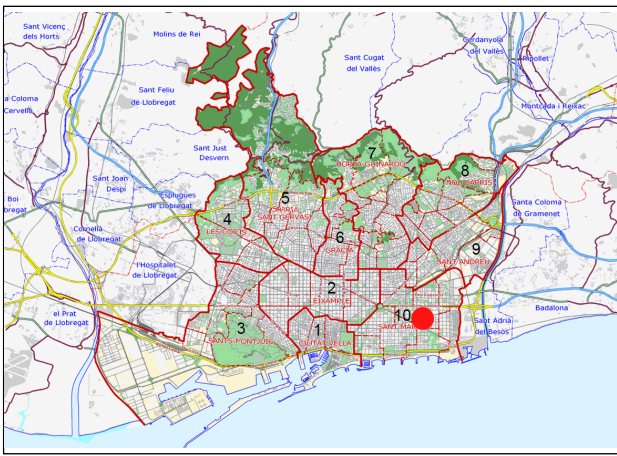 Sant Vicenç
dels Horts
Molins de Rei
Sant Cugat
del Vallès
Cerdanyola
del Vallès
Ripollet
Montcada i Reixac
a Coloma
Cervelló
Sant Feliu
de Llobregat
Sant Just
Desvern
7
HORTA-GUINARDÓ
8
NOU BARRIS
Sant Joan
Despí
Esplugues
de Llobregat
Boi
bregat
5
SARRIÀ
SANT GERVASI
4
LES CORTS
Santa Coloma
de Gramenet
Cornellà
de Llobregat
6
GRÀCIA
9
SANT ANDREU
l'Hospitalet
de Llobregat
2
L'EIXAMPLE
el Prat
de Llobregat
Badalona
10
SANT MAR
Sant Adrià
del Besòs
3
SANTS-MONTJUÏC
1
CIUTAT VELLA